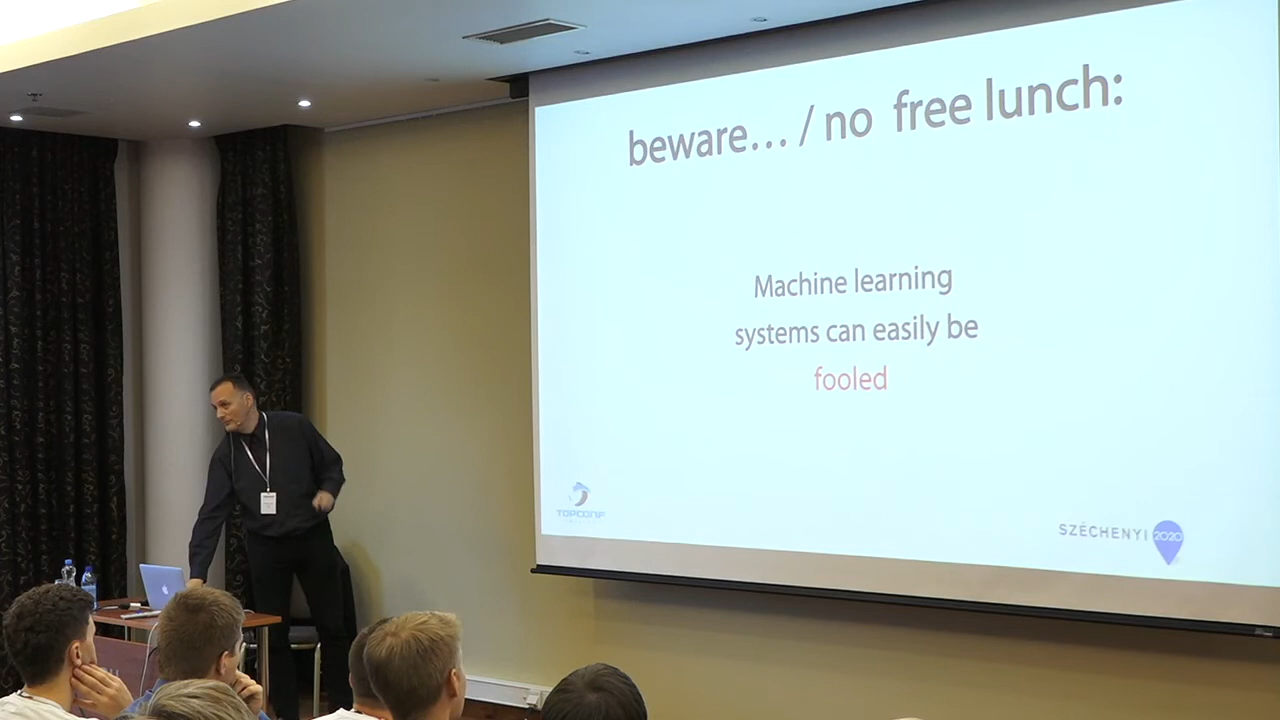 beware… / no free lunch:
Machine learning
systems can easily be
fooled
TOPCONF
SZÉCHENYI 2020